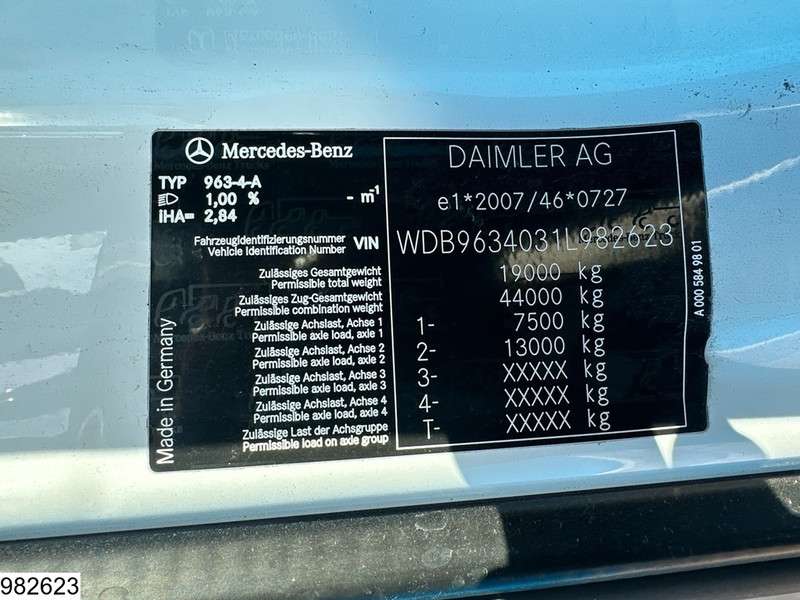 Mercedes-Benz
TYP 963-4-A
1,00 % - m⁻¹
iHA= 2,84
DAIMLER AG
e1*2007/46*0727
Fahrzeugidentifizierungsnummer
Vehicle Identification Number
VIN
WDB9634031L982623
Zulässiges Gesamtgewicht
Permissible total weight
19000 kg
Zulässiges Zug-Gesamtgewicht
Permissible combination weight
44000 kg
Zulässige Achslast, Achse 1
Permissible axle load, axle 1
1- 7500 kg
Zulässige Achslast, Achse 2
Permissible axle load, axle 2
2- 13000 kg
Zulässige Achslast, Achse 3
Permissible axle load, axle 3
3- XXXXX kg
Zulässige Achslast, Achse 4
Permissible axle load, axle 4
4- XXXXX kg
Zulässige Last der Achsgruppe
Permissible load on axle group
T- XXXXX kg
Made in Germany
A 000 584 98 01
982623